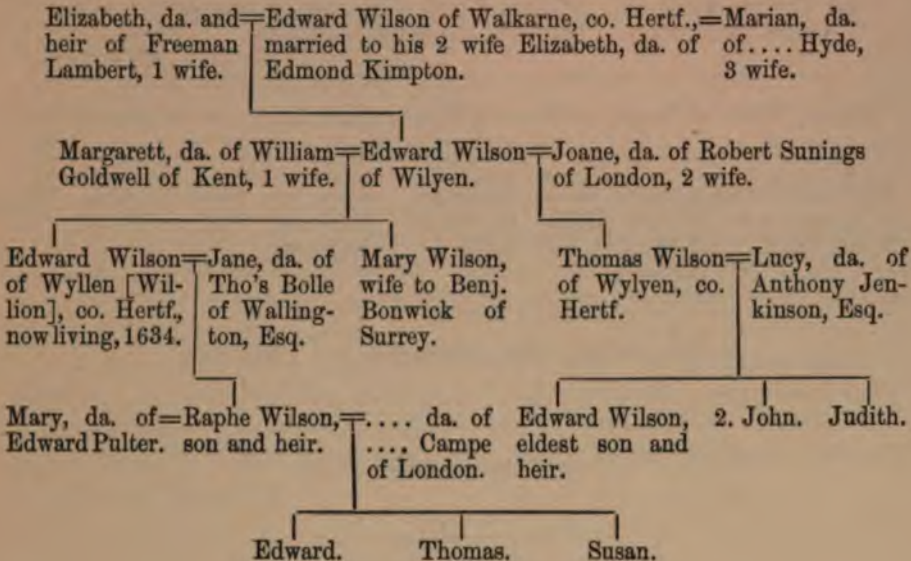 Elizabeth, da. and=Edward Wilson of Walkarne, co. Hertf.,=Marian, da.
heir of Freeman married to his 2 wife Elizabeth, da. of of.... Hyde,
Lambert, 1 wife. Edmond Kimpton. 3 wife.
Margarett, da. of William=Edward Wilson=Joane, da. of Robert Sunings
Goldwell of Kent, 1 wife. of Wilyen. of London, 2 wife.
Edward Wilson=Jane, da. of Mary Wilson, Thomas Wilson=Lucy, da. of
of Wyllen [Wil- Tho's Bolle wife to Benj. of Wylyen, co. Anthony Jen-
lion], co. Hertf., of Walling- Bonwick of Hertf. kinson, Esq.
now living, 1634. ton, Esq. Surrey.
Mary, da. of=Raphe Wilson,=.... da. of Edward Wilson, 2. John. Judith.
Edward Pulter. son and heir. .... Campe eldest son and
of London. heir.
Edward. Thomas. Susan.